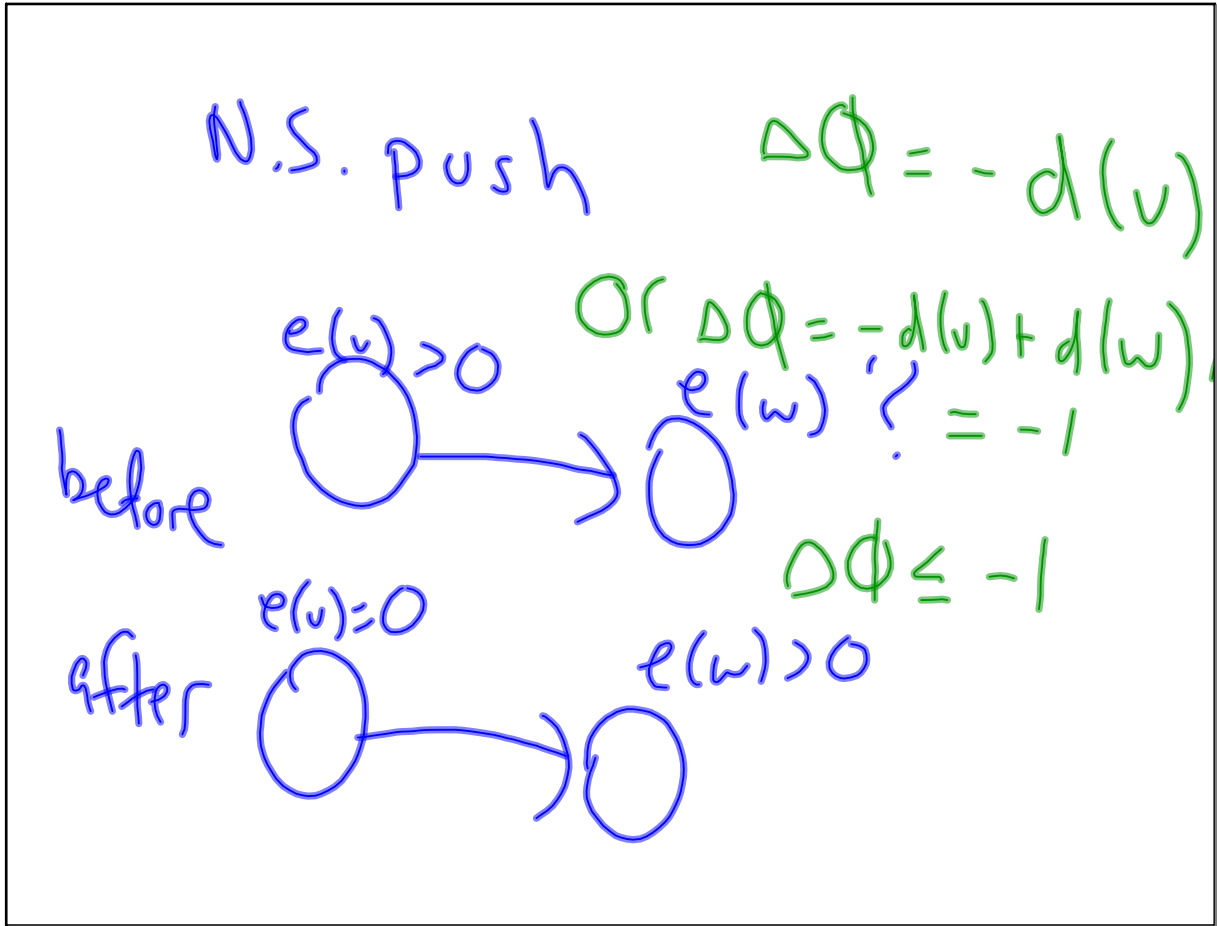 N.S. push
ΔΦ = - d(v)
or ΔΦ = -d(v) + d(w),
e(v) > 0
e(w) ?
= -1
before
ΔΦ ≤ -1
e(v) = 0
e(w) > 0
after